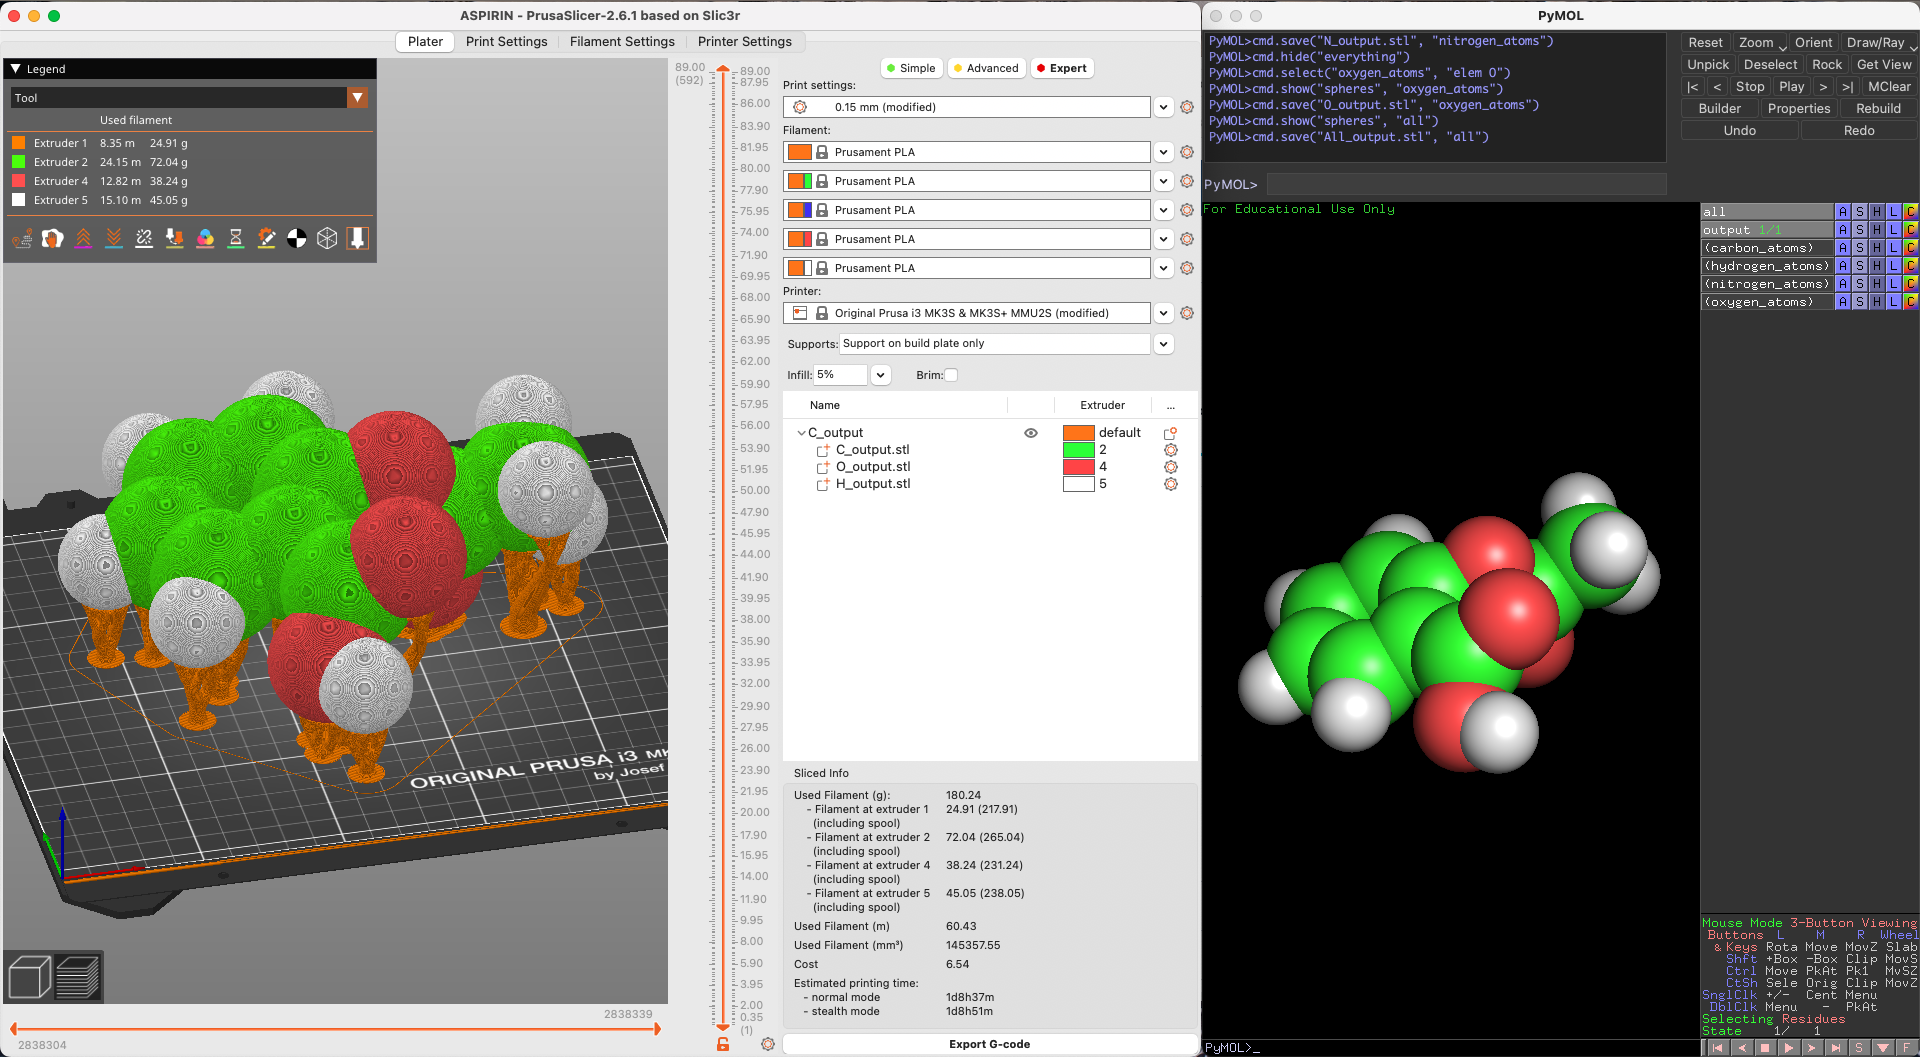 ASPIRIN - PrusaSlicer-2.6.1 based on Slic3r
Plater Print Settings Filament Settings Printer Settings
Legend
Tool
Used filament
Extruder 1 8.35 m 24.91 g
Extruder 2 24.15 m 72.04 g
Extruder 4 12.82 m 38.24 g
Extruder 5 15.10 m 45.05 g
ORIGINAL PRUSA i3 MK
by Josef
2838339
2838304
89.00
(592)
89.00
87.95
86.00
83.90
81.95
80.00
77.90
75.95
74.00
71.90
69.95
68.00
65.90
63.95
62.00
59.90
57.95
56.00
53.90
51.95
50.00
47.90
45.95
44.00
41.90
39.95
38.00
35.90
33.95
32.00
29.90
27.95
26.00
23.90
21.95
20.00
17.90
15.95
14.00
11.90
9.95
8.00
5.90
3.95
2.00
0.35
(1)
Simple Advanced Expert
Print settings:
0.15 mm (modified)
Filament:
Prusament PLA
Prusament PLA
Prusament PLA
Prusament PLA
Prusament PLA
Printer:
Original Prusa i3 MK3S & MK3S+ MMU2S (modified)
Supports: Support on build plate only
Infill: 5% Brim:
Name Extruder ...
C_output default
C_output.stl 2
O_output.stl 4
H_output.stl 5
Sliced Info
Used Filament (g): 180.24
- Filament at extruder 1 24.91 (217.91)
(including spool)
- Filament at extruder 2 72.04 (265.04)
(including spool)
- Filament at extruder 4 38.24 (231.24)
(including spool)
- Filament at extruder 5 45.05 (238.05)
(including spool)
Used Filament (m) 60.43
Used Filament (mm³) 145357.55
Cost 6.54
Estimated printing time:
- normal mode 1d8h37m
- stealth mode 1d8h51m
Export G-code
PyMOL
PyMOL>cmd.save("N_output.stl", "nitrogen_atoms")
PyMOL>cmd.hide("everything")
PyMOL>cmd.select("oxygen_atoms", "elem O")
PyMOL>cmd.show("spheres", "oxygen_atoms")
PyMOL>cmd.save("O_output.stl", "oxygen_atoms")
PyMOL>cmd.show("spheres", "all")
PyMOL>cmd.save("All_output.stl", "all")
PyMOL>
Reset Zoom Orient Draw/Ray
Unpick Deselect Rock Get View
|< < Stop Play > >| MClear
Builder Properties Rebuild
Undo Redo
For Educational Use Only
all A S H L C
output 1/1 A S H L C
(carbon_atoms) A S H L C
(hydrogen_atoms) A S H L C
(nitrogen_atoms) A S H L C
(oxygen_atoms) A S H L C
Mouse Mode 3-Button Viewing
Buttons L M R Wheel
& Keys Rota Move MovZ Slab
Shft +Box -Box Clip MovS
Ctrl Move PkAt Pk1 MvSZ
CtSh Sele Orig Clip MovZ
SnglClk +/- Cent Menu
DblClk Menu - PkAt
Selecting Residues
State 1/ 1
PyMOL>_
S F